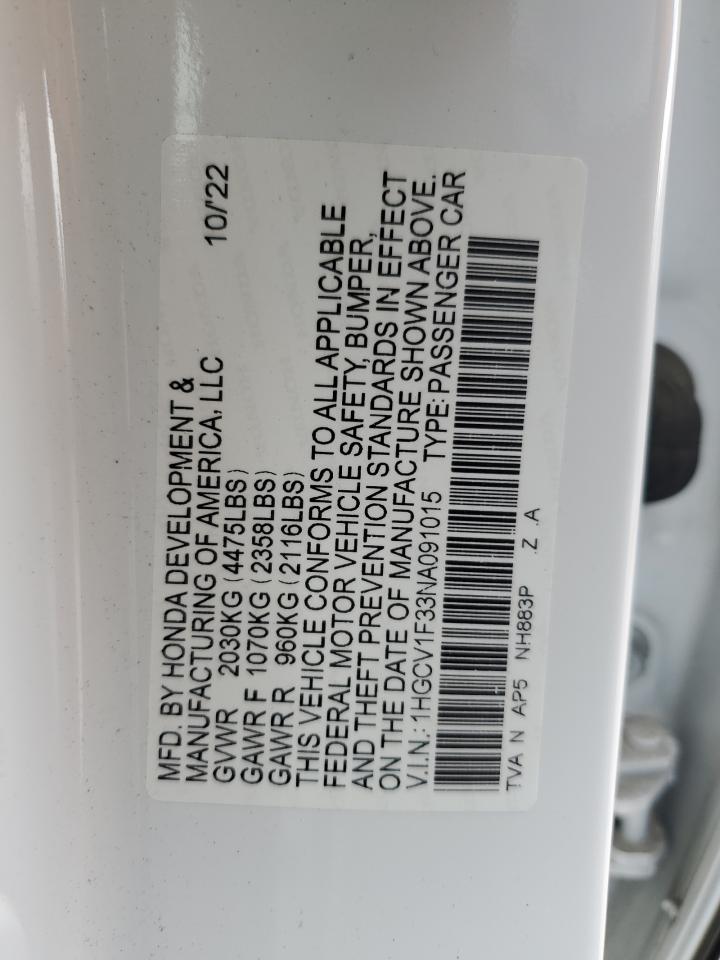 MFD. BY HONDA DEVELOPMENT &
MANUFACTURING OF AMERICA, LLC 10/'22
GVWR 2030KG (4475LBS)
GAWR F 1070KG (2358LBS)
GAWR R 960KG (2116LBS)
THIS VEHICLE CONFORMS TO ALL APPLICABLE
FEDERAL MOTOR VEHICLE SAFETY, BUMPER,
AND THEFT PREVENTION STANDARDS IN EFFECT
ON THE DATE OF MANUFACTURE SHOWN ABOVE.
V.I.N.: 1HGCV1F33NA091015 TYPE: PASSENGER CAR
TVA N AP5 NH883P .Z .A